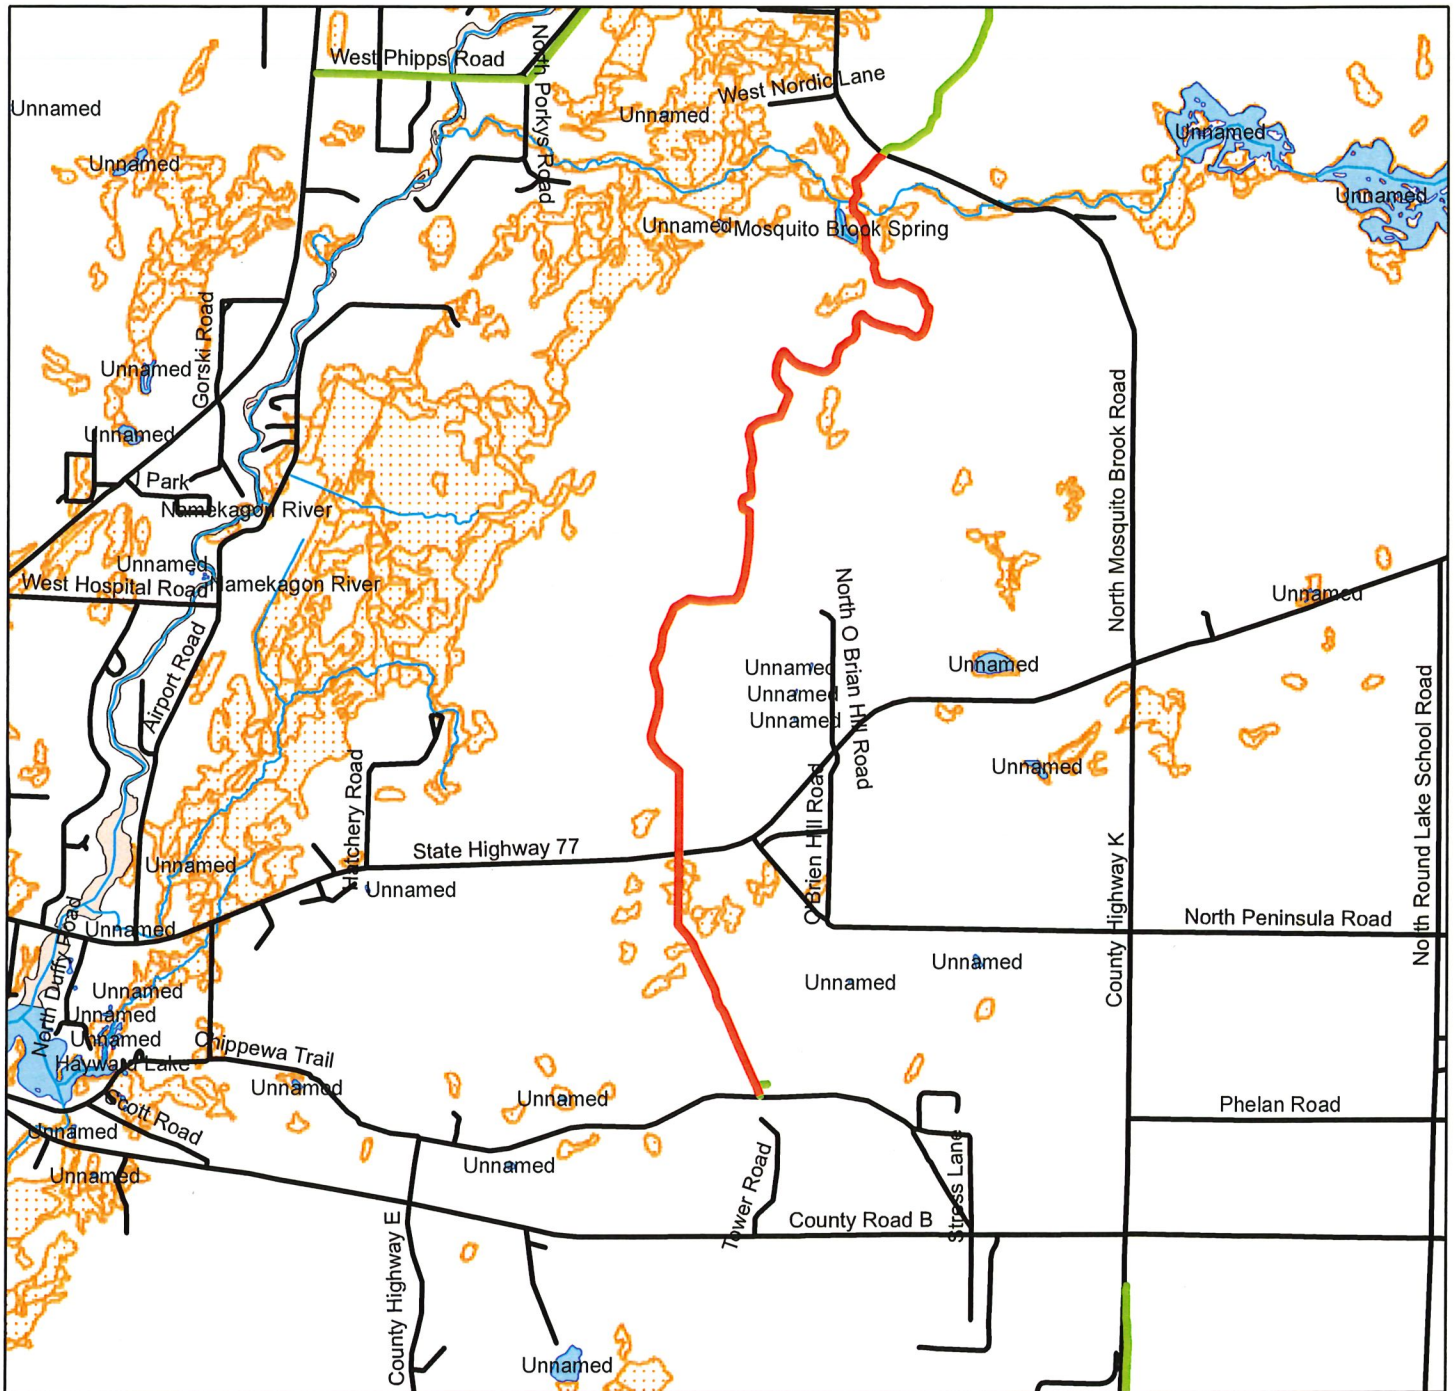 West Phipps Road
North Porkys Road
West Nordic Lane
Unnamed
Unnamed
Unnamed
Unnamed
Unnamed
Unnamed
Mosquito Brook Spring
Gorski Road
Unnamed
North Mosquito Brook Road
Unnamed
Park
Namekagon River
Unnamed
West Hospital Road
Namekagon River
North O Brian Hill Road
Unnamed
Airport Road
Unnamed
Unnamed
Unnamed
Unnamed
North Round Lake School Road
Hatchery Road
Unnamed
O'Brien Hill Road
State Highway 77
Unnamed
Unnamed
County Highway K
North Peninsula Road
North Duffy Road
Unnamed
Unnamed
Unnamed
Unnamed
Unnamed
Unnamed
Chippewa Trail
Hayward Lake
Unnamed
Unnamed
Scott Road
Phelan Road
Unnamed
Unnamed
Unnamed
Tower Road
Stress Lane
County Road B
County Highway E
Unnamed